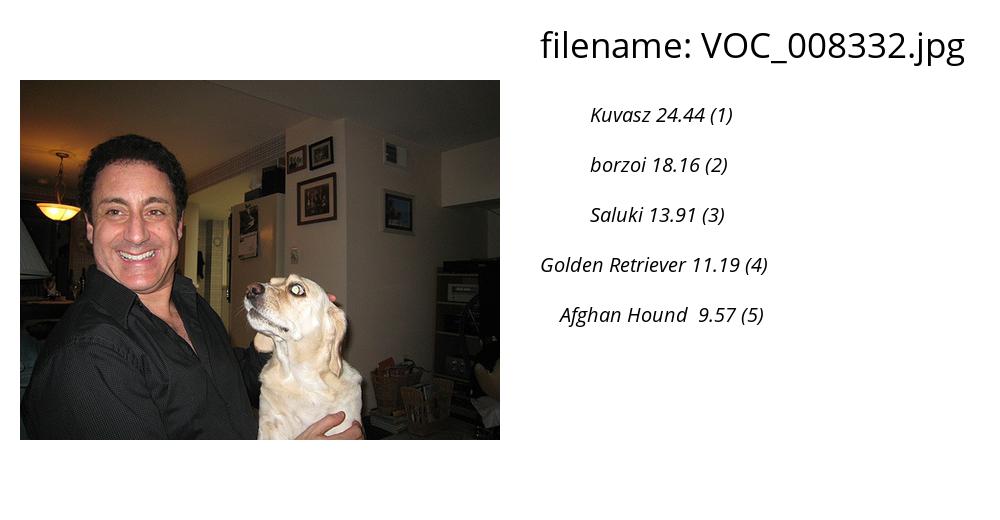 filename: VOC_008332.jpg
Kuvasz 24.44 (1)
borzoi 18.16 (2)
Saluki 13.91 (3)
Golden Retriever 11.19 (4)
Afghan Hound  9.57 (5)